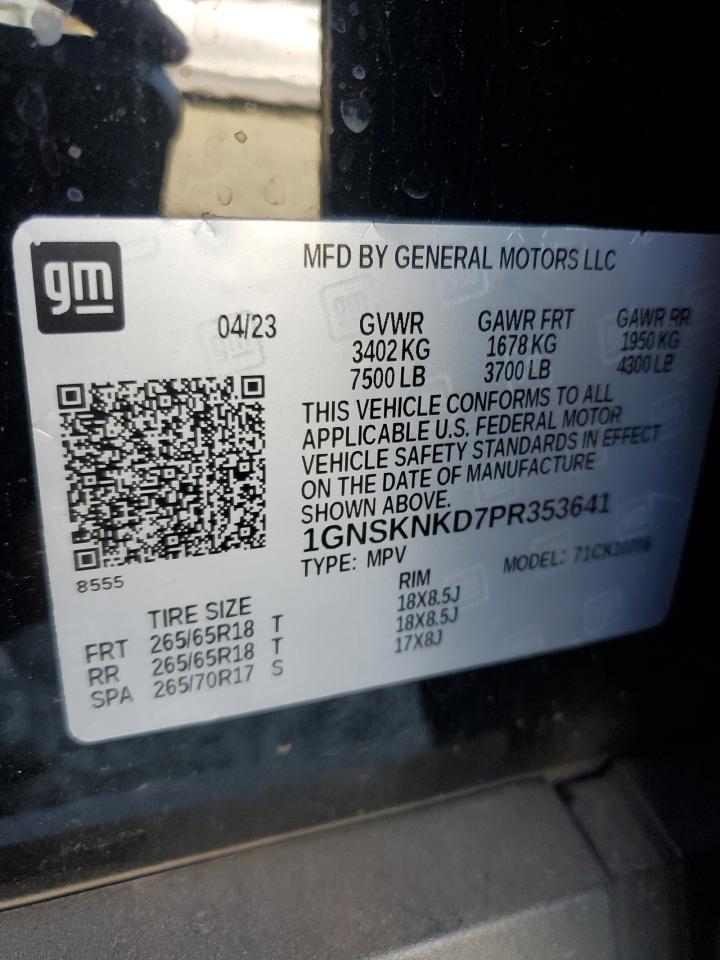 gm
MFD BY GENERAL MOTORS LLC
04/23
GVWR GAWR FRT GAWR RR
3402 KG 1678 KG 1950 KG
7500 LB 3700 LB 4300 LB
THIS VEHICLE CONFORMS TO ALL
APPLICABLE U.S. FEDERAL MOTOR
VEHICLE SAFETY STANDARDS IN EFFECT
ON THE DATE OF MANUFACTURE
SHOWN ABOVE.
1GNSKNKD7PR353641
TYPE: MPV MODEL:
8555
TIRE SIZE RIM
FRT 265/65R18 T 18X8.5J
RR 265/65R18 T 18X8.5J
SPA 265/70R17 S 17X8J